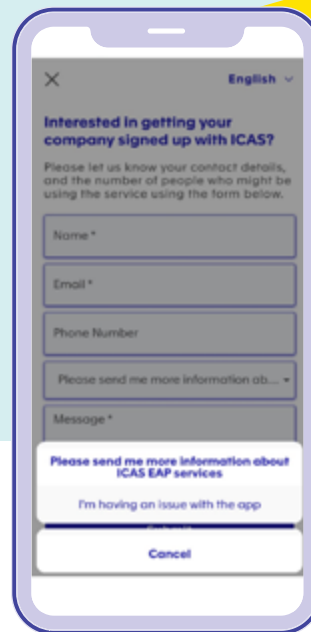 English
Interested in getting your
company signed up with ICAS?
Please let us know your contact details,
and the number of people who might be
using the service using the form below.
Name *
Email *
Phone Number
Please send me more information ab...
Message *
Please send me more information about
ICAS EAP services
I'm having an issue with the app
Cancel